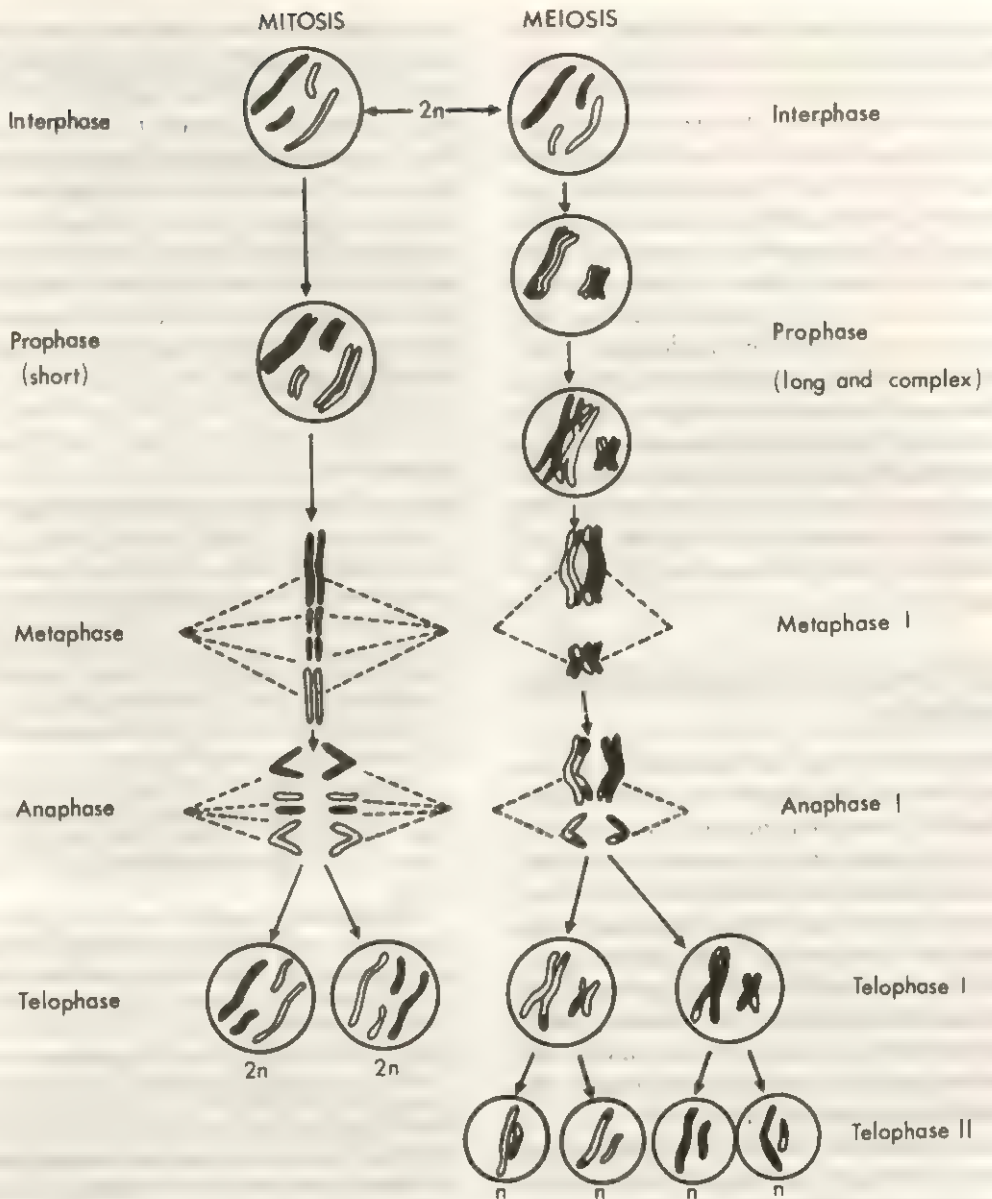 MITOSIS
MEIOSIS
Interphase
2n
Interphase
Prophase
(short)
Prophase
(long and complex)
Metaphase
Metaphase I
Anaphase
Anaphase I
Telophase
Telophase I
2n
2n
Telophase II
n
n
n
n